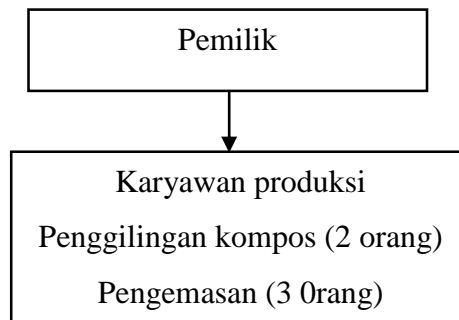 Pemilik
Karyawan produksi
Penggilingan kompos (2 orang)
Pengemasan (3 0rang)